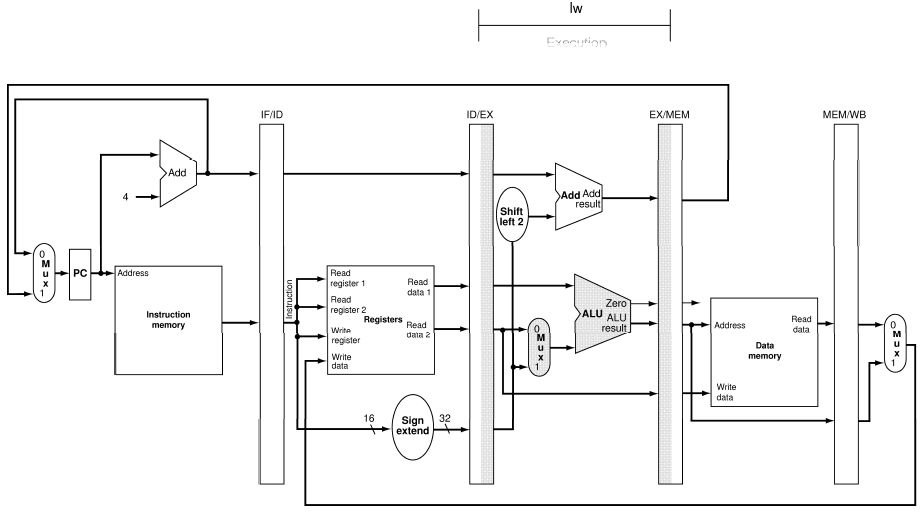 lw
Execution
IF/ID
ID/EX
EX/MEM
MEM/WB
Add
4
Add Add
result
Shift
left 2
0
M
u
x
1
PC
Address
Instruction
memory
Instruction
Read
register 1
Read
register 2
Write
register
Write
data
Registers
Read
data 1
Read
data 2
16
Sign
extend
32
0
M
u
x
1
Zero
ALU
ALU
result
Address
Read
data
Data
memory
Write
data
0
M
u
x
1